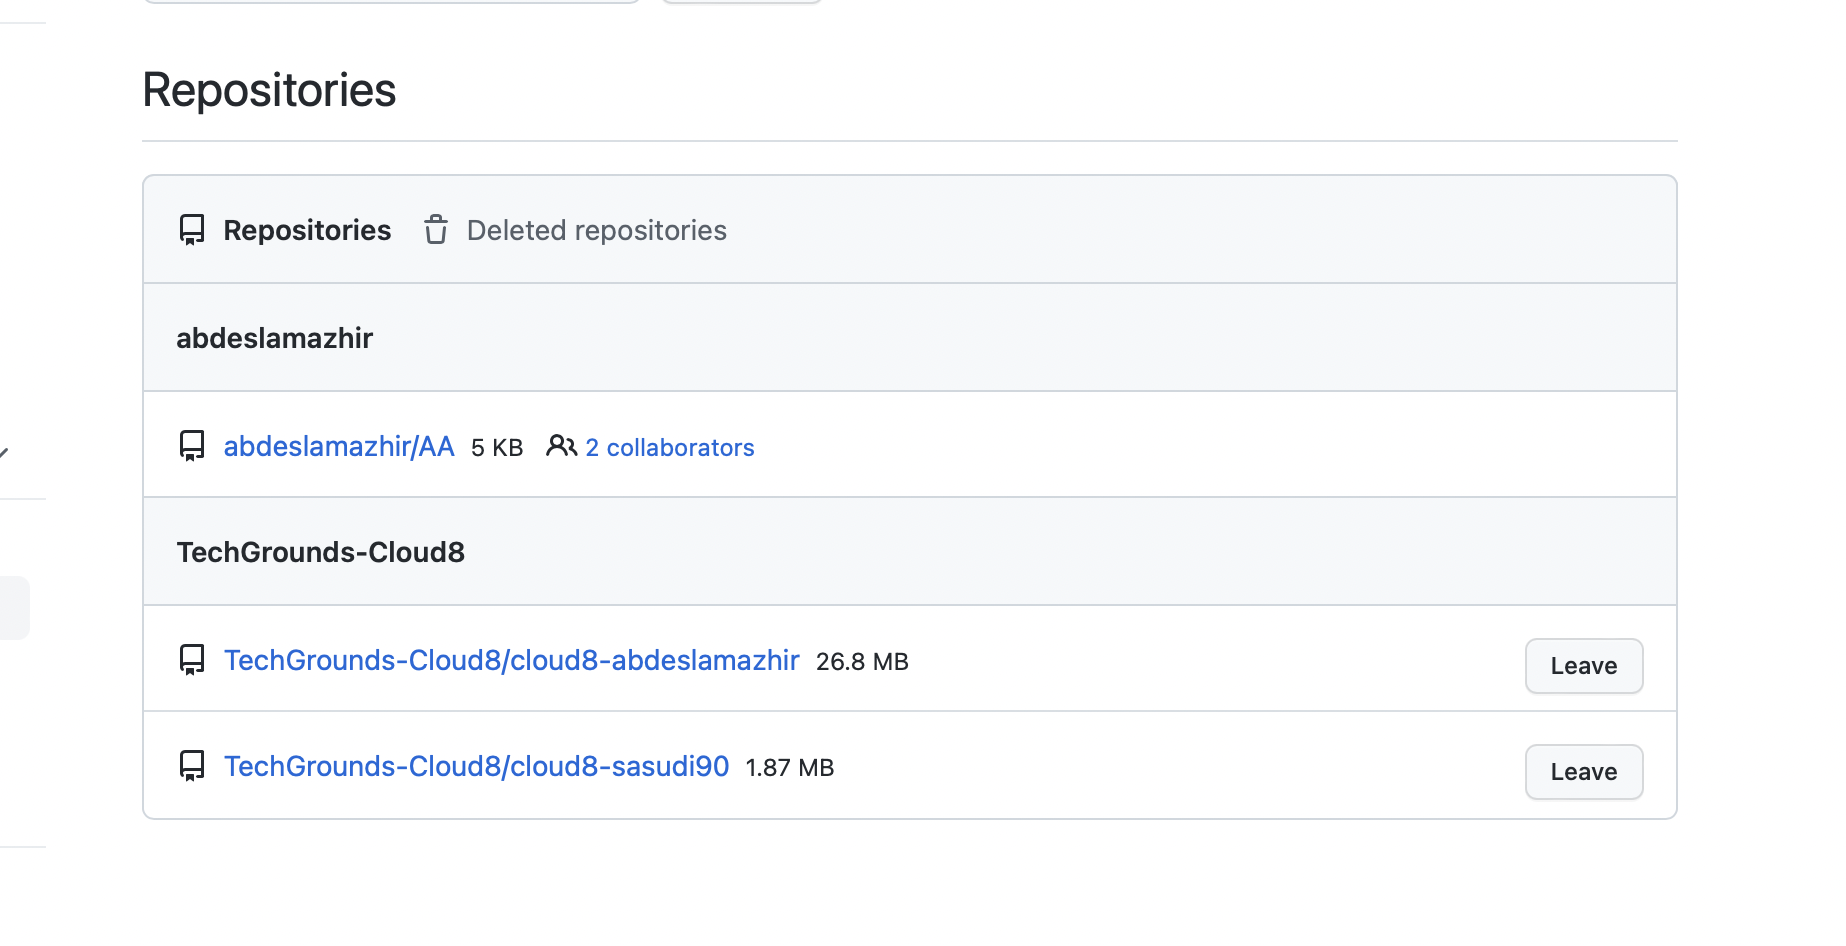 Repositories
Repositories Deleted repositories
abdeslamazhir
abdeslamazhir/AA 5 KB 2 collaborators
TechGrounds-Cloud8
TechGrounds-Cloud8/cloud8-abdeslamazhir 26.8 MB Leave
TechGrounds-Cloud8/cloud8-sasudi90 1.87 MB Leave